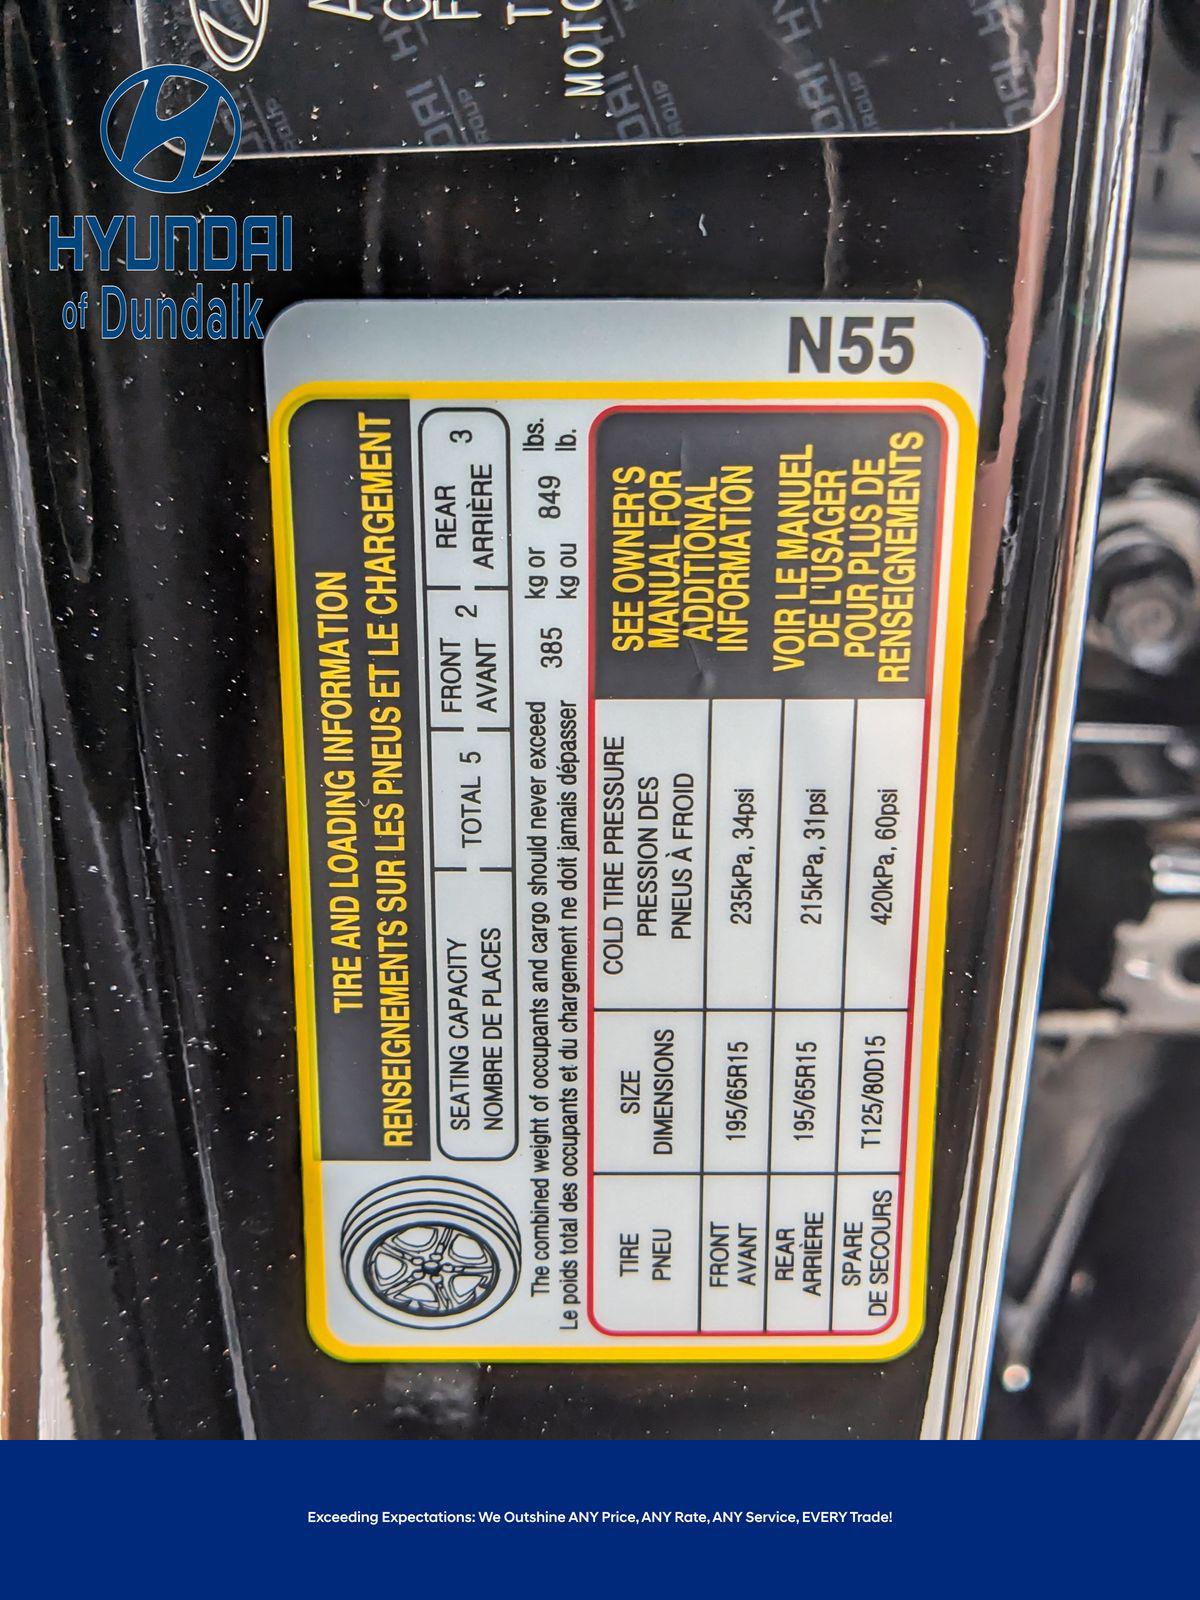 HYUNDAI
of Dundalk
MOTO
N55
TIRE AND LOADING INFORMATION
RENSEIGNEMENTS SUR LES PNEUS ET LE CHARGEMENT
SEATING CAPACITY
NOMBRE DE PLACES
TOTAL 5
FRONT
AVANT 2
REAR
ARRIÈRE 3
The combined weight of occupants and cargo should never exceed 385 kg or 849 lbs.
Le poids total des occupants et du chargement ne doit jamais dépasser kg ou lb.
TIRE
PNEU
SIZE
DIMENSIONS
COLD TIRE PRESSURE
PRESSION DES
PNEUS À FROID
FRONT
AVANT
195/65R15
235kPa, 34psi
REAR
ARRIÈRE
195/65R15
215kPa, 31psi
SPARE
DE SECOURS
T125/80D15
420kPa, 60psi
SEE OWNER'S
MANUAL FOR
ADDITIONAL
INFORMATION
VOIR LE MANUEL
DE L'USAGER
POUR PLUS DE
RENSEIGNEMENTS
Exceeding Expectations: We Outshine ANY Price, ANY Rate, ANY Service, EVERY Trade!